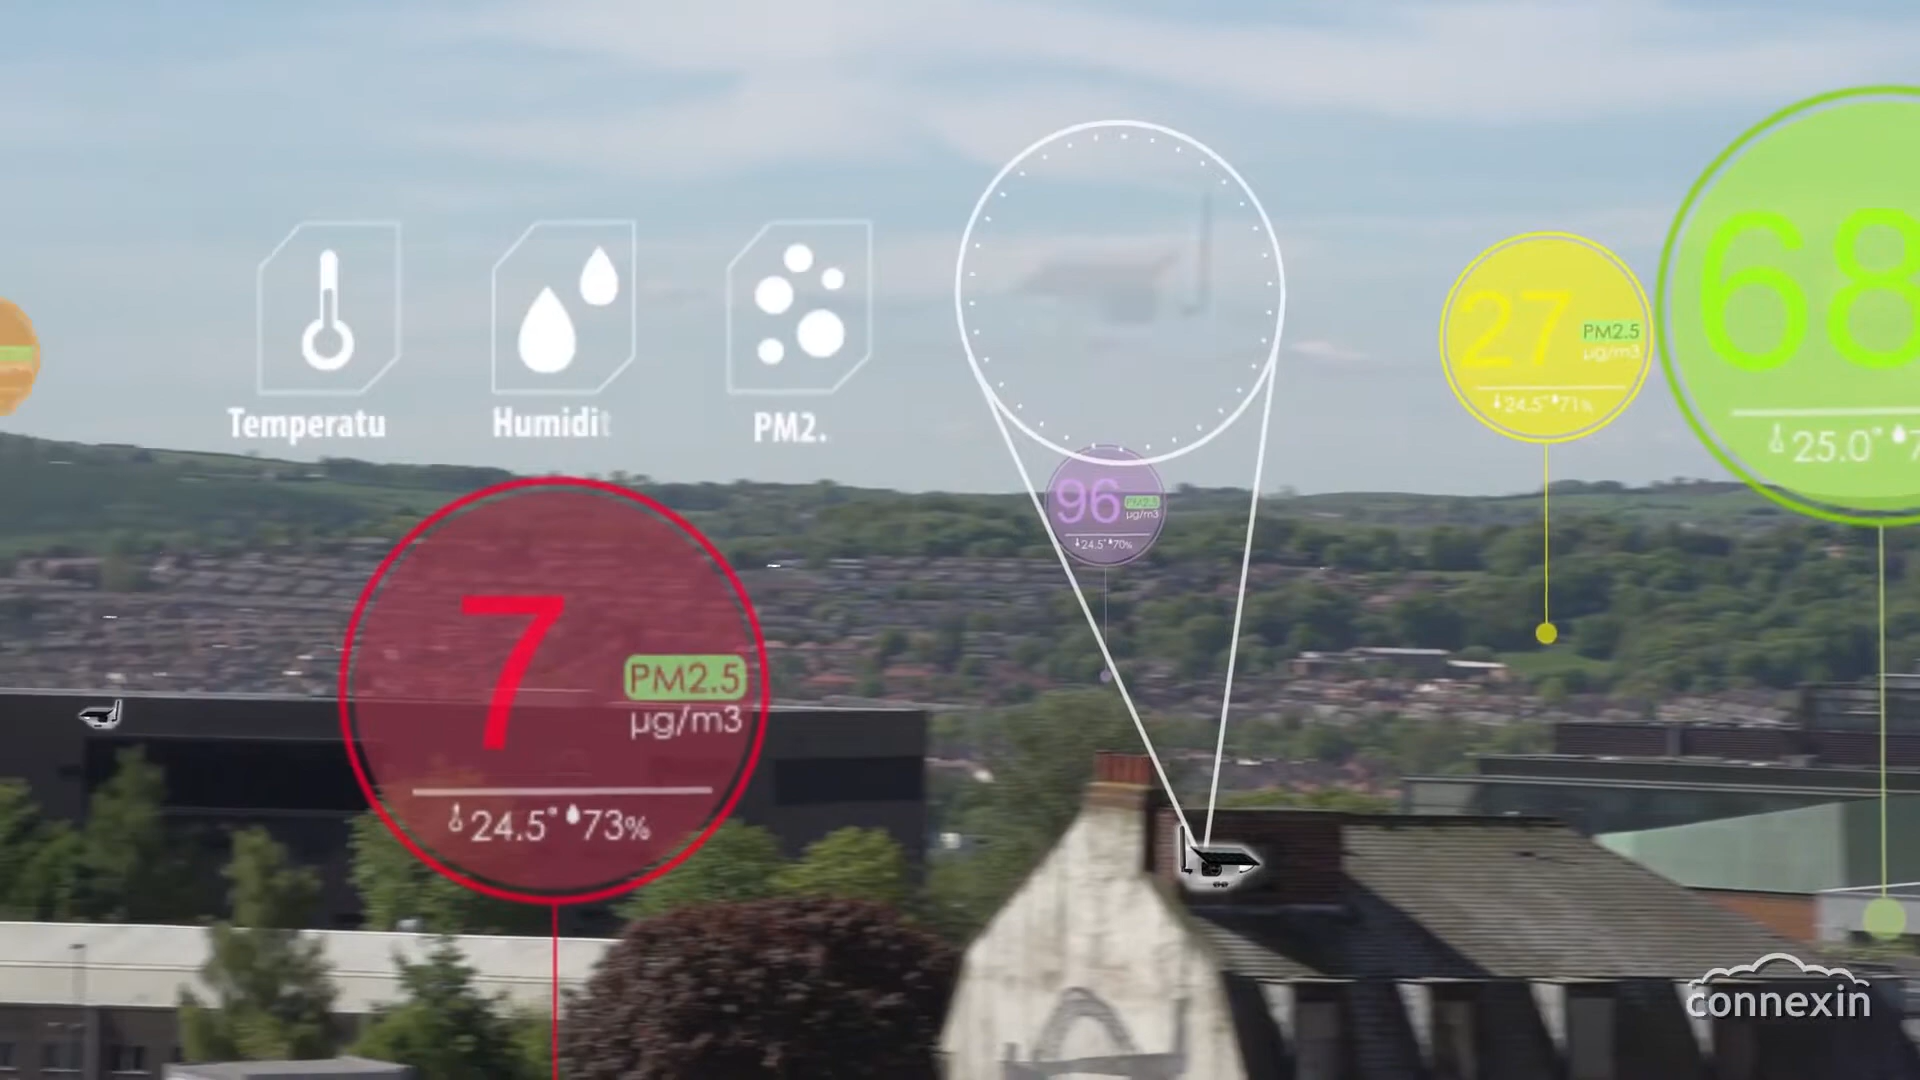 Temperatu
Humidit
PM2.
7
PM2.5
µg/m3
24.5° 73%
96
PM2.5
µg/m3
24.5° 70%
27
PM2.5
µg/m3
24.5° 71%
68
25.0° 7
connexin